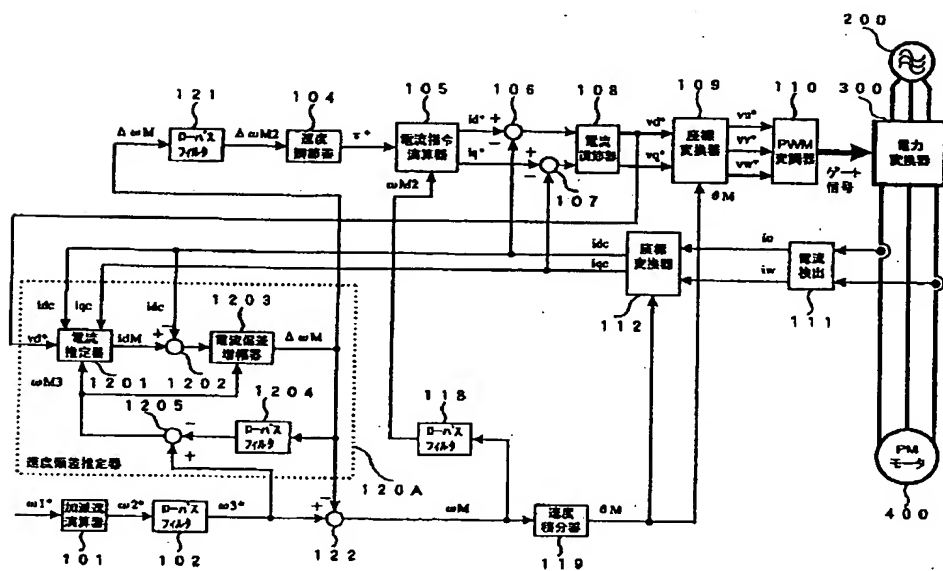 200
121
104
105
106
108
109
110
300
ΔωM
ローパス
フィルタ
ΔωM2
速度
調節器
τ*
電流指令
演算器
id*
iq*
+
−
+
−
107
電流
調節器
vd*
vq*
座標
変換器
vu*
vv*
vw*
PWM
変調器
ゲート
信号
電力
変換器
ωM2
θM
idc
iqc
座標
変換器
112
iu
iw
電流
検出
111
idc
iqc
idc
1203
vd*
電流
推定器
idM
+
−
電流偏差
増幅器
ΔωM
1201
1202
ωM3
1205
1204
−
+
ローパス
フィルタ
速度偏差推定器
120A
118
ローパス
フィルタ
PM
モータ
400
ω1*
加減速
演算器
ω2*
ローパス
フィルタ
ω3*
+
−
ωM
速度
積分器
θM
101
102
122
119